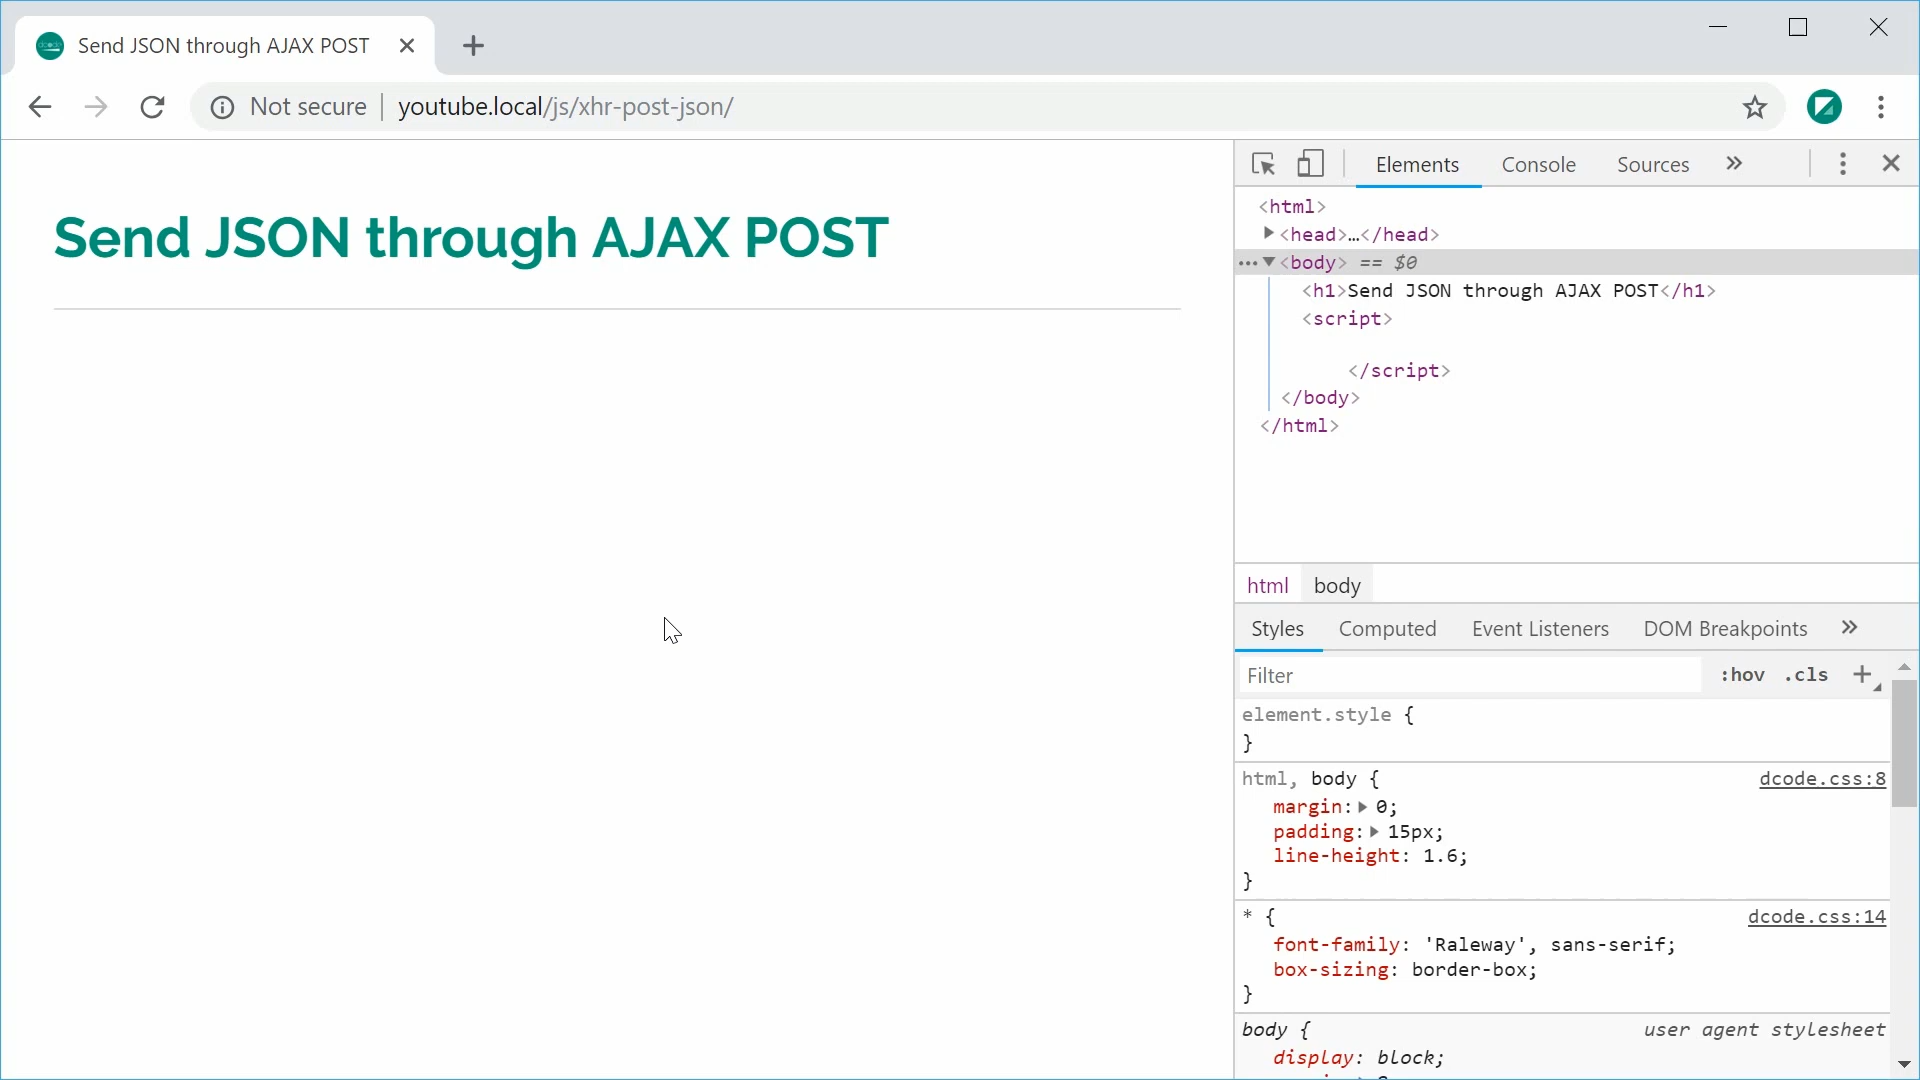 Send JSON through AJAX POST
Not secure youtube.local/js/xhr-post-json/
Send JSON through AJAX POST
Elements Console Sources
<html>
<head>…</head>
<body> == $0
<h1>Send JSON through AJAX POST</h1>
<script>
</script>
</body>
</html>
html body
Styles Computed Event Listeners DOM Breakpoints
Filter :hov .cls
element.style {
}
html, body { dcode.css:8
margin: 0;
padding: 15px;
line-height: 1.6;
}
* { dcode.css:14
font-family: 'Raleway', sans-serif;
box-sizing: border-box;
}
body { user agent stylesheet
display: block;